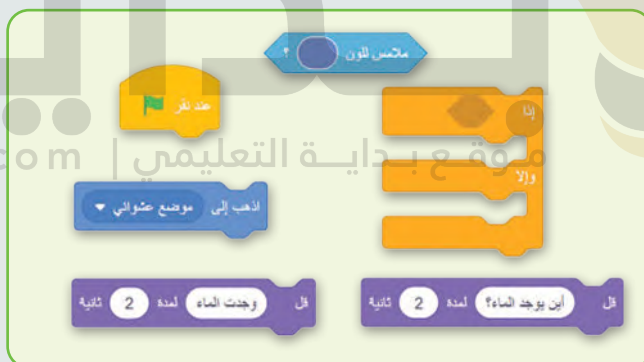 ملامس للون ؟
عند نقر
إذا
وإلا
اذهب إلى موضع عشوائي
قل أين يوجد الماء؟ لمدة 2 ثانية
قل وجدت الماء لمدة 2 ثانية
موقع بدايـة التعليمي | com